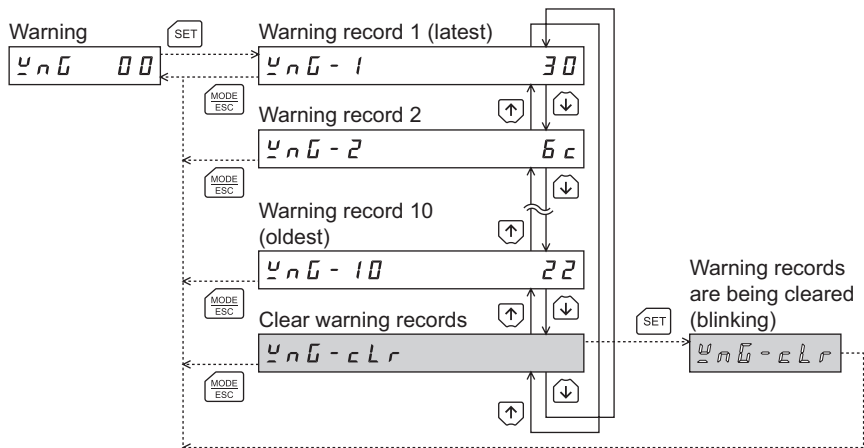 Warning
SET
Warning record 1 (latest)
WnG 00
WnG-1 30
MODE
ESC
↑
↓
Warning record 2
WnG-2 6c
MODE
ESC
↓
Warning record 10
(oldest)
↑
WnG-10 22
MODE
ESC
↑
↓
Clear warning records
SET
Warning records
are being cleared
(blinking)
WnG-cLr
WnG-cLr
MODE
ESC
↑
↓